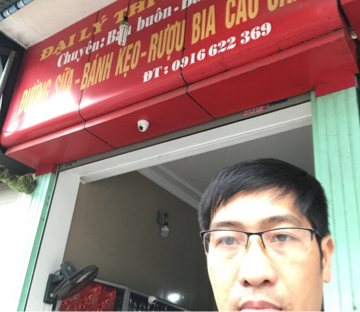 ĐẠI LÝ
Chuyên: Bán buôn
ĐƯỜNG SỮA - BÁNH KẸO - RƯỢU BIA CAO
ĐT: 0916 622 369